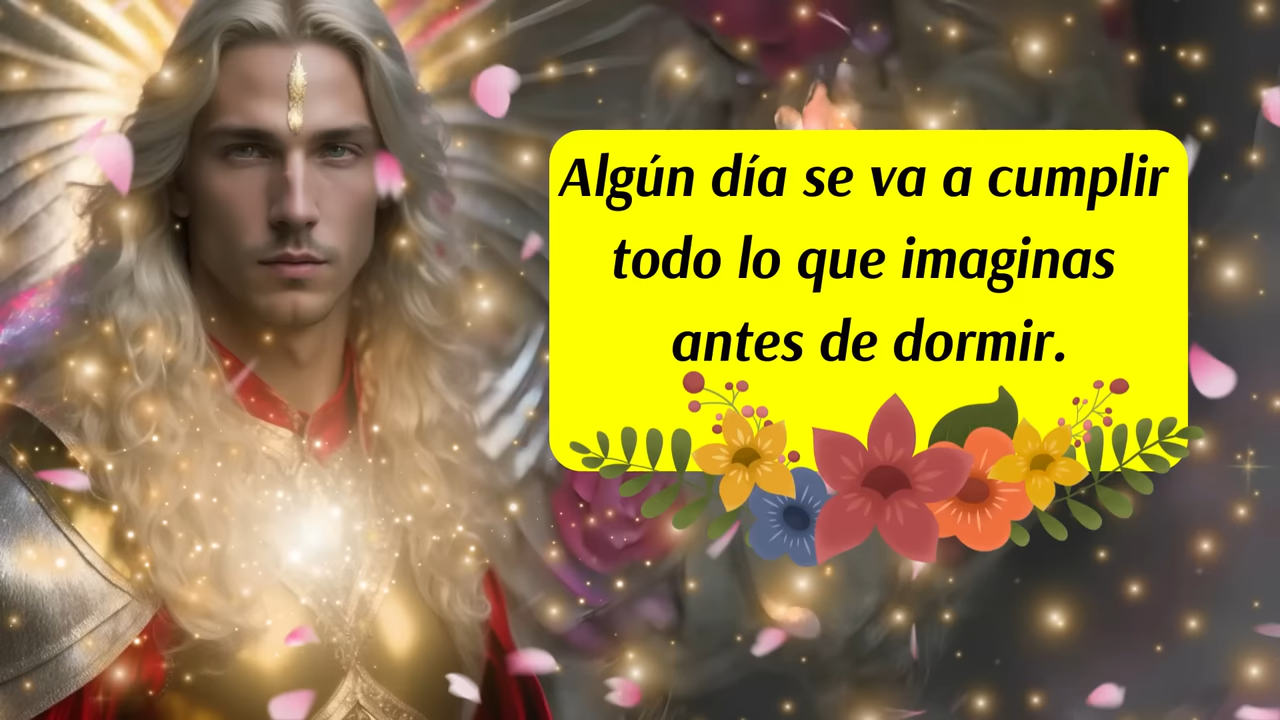 Algún día se va a cumplir
todo lo que imaginas
antes de dormir.